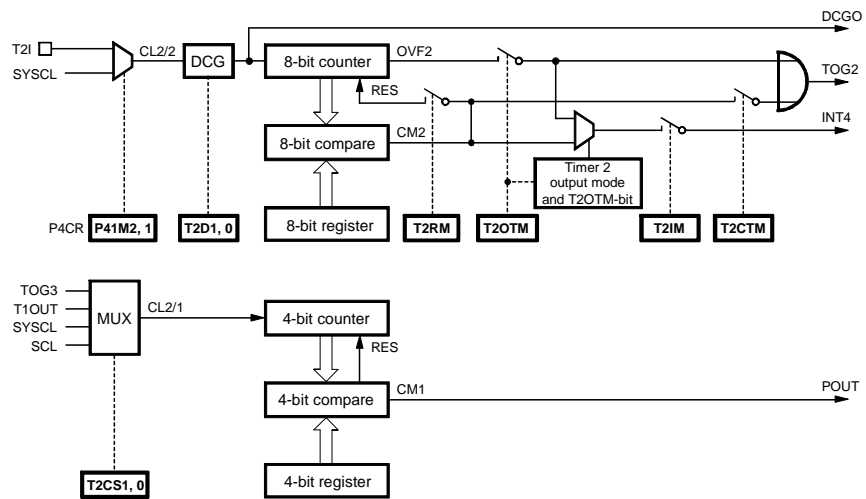 DCGO
T2I
CL2/2
DCG
8-bit counter
OVF2
TOG2
SYSCL
RES
INT4
8-bit compare
CM2
Timer 2
output mode
and T2OTM-bit
P4CR
P41M2, 1
T2D1, 0
8-bit register
T2RM
T2OTM
T2IM
T2CTM
TOG3
T1OUT
SYSCL
SCL
MUX
CL2/1
4-bit counter
RES
4-bit compare
CM1
POUT
T2CS1, 0
4-bit register